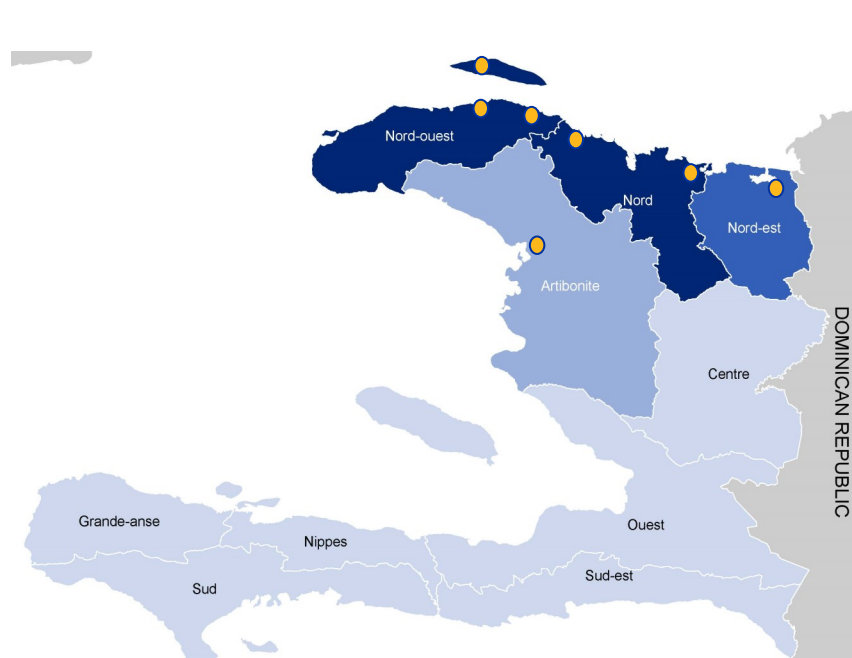 Nord-ouest
Nord
Nord-est
Artibonite
DOMINICAN REPUBLIC
Centre
Grande-anse
Ouest
Nippes
Sud-est
Sud